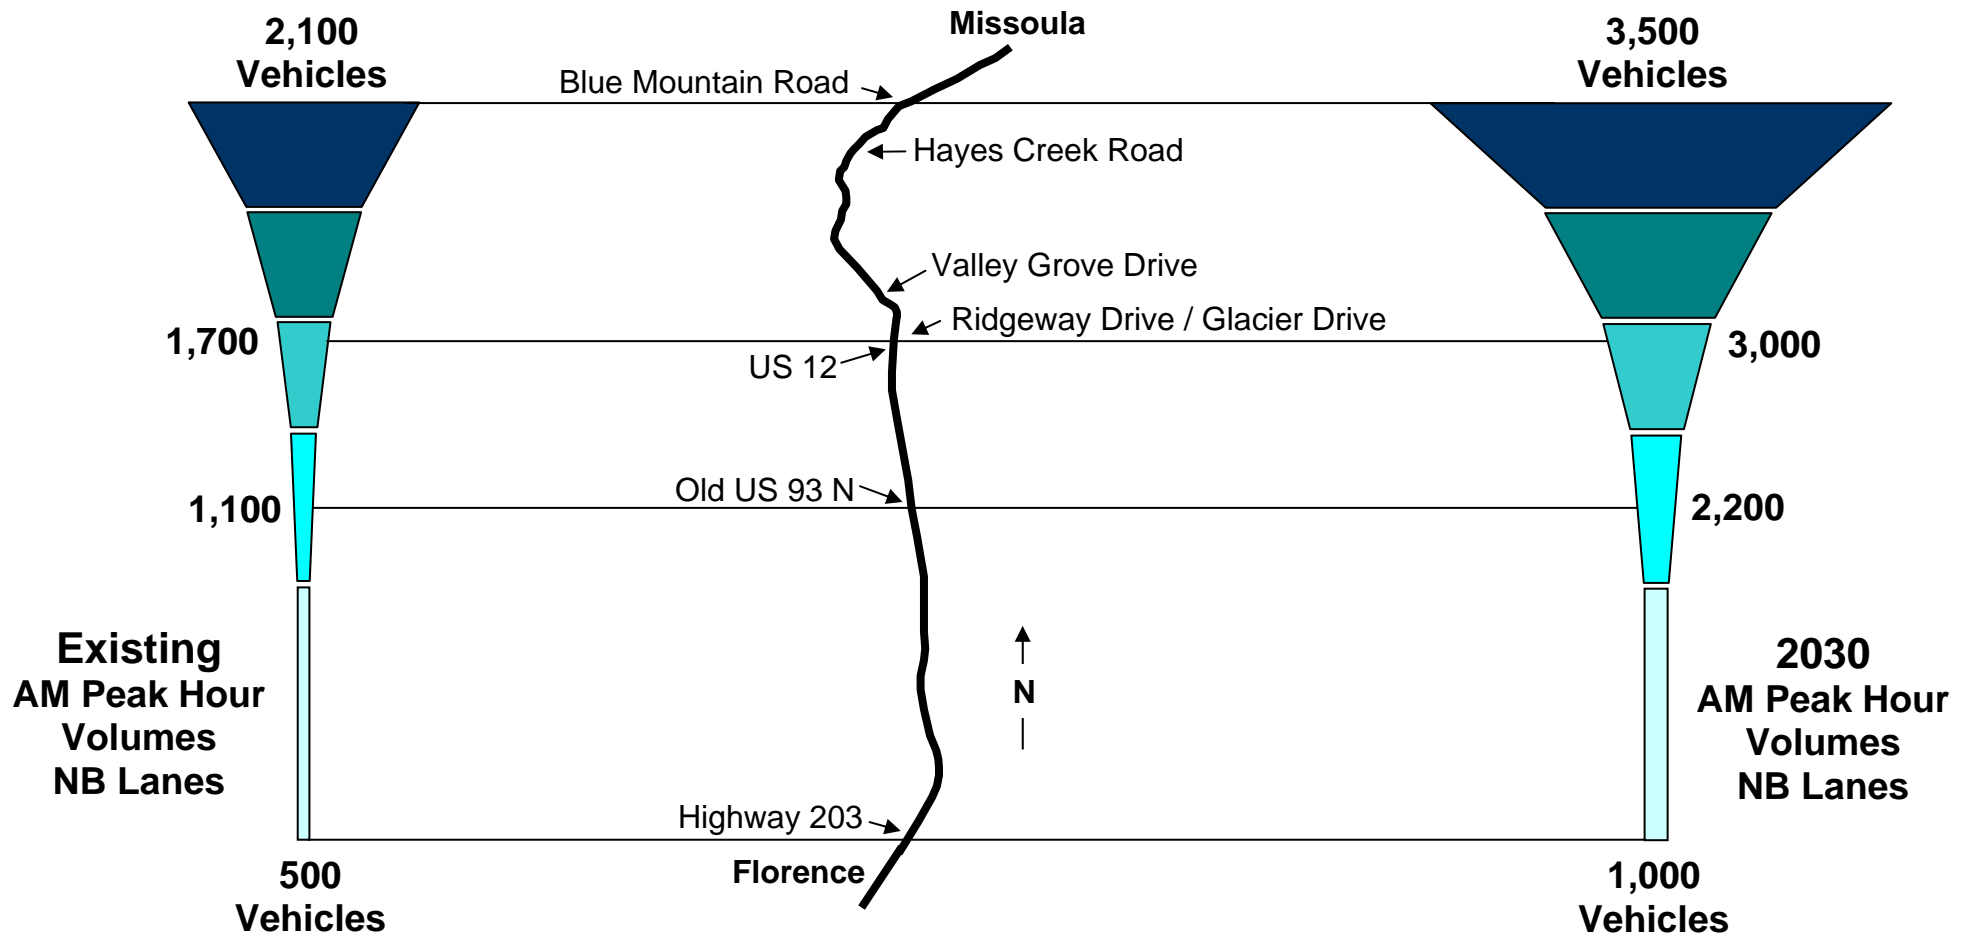 2,100
Vehicles
Missoula
3,500
Vehicles
Blue Mountain Road
Hayes Creek Road
Valley Grove Drive
Ridgeway Drive / Glacier Drive
1,700
3,000
US 12
Old US 93 N
1,100
2,200
Existing
AM Peak Hour
Volumes
NB Lanes
N
2030
AM Peak Hour
Volumes
NB Lanes
Highway 203
Florence
500
Vehicles
1,000
Vehicles